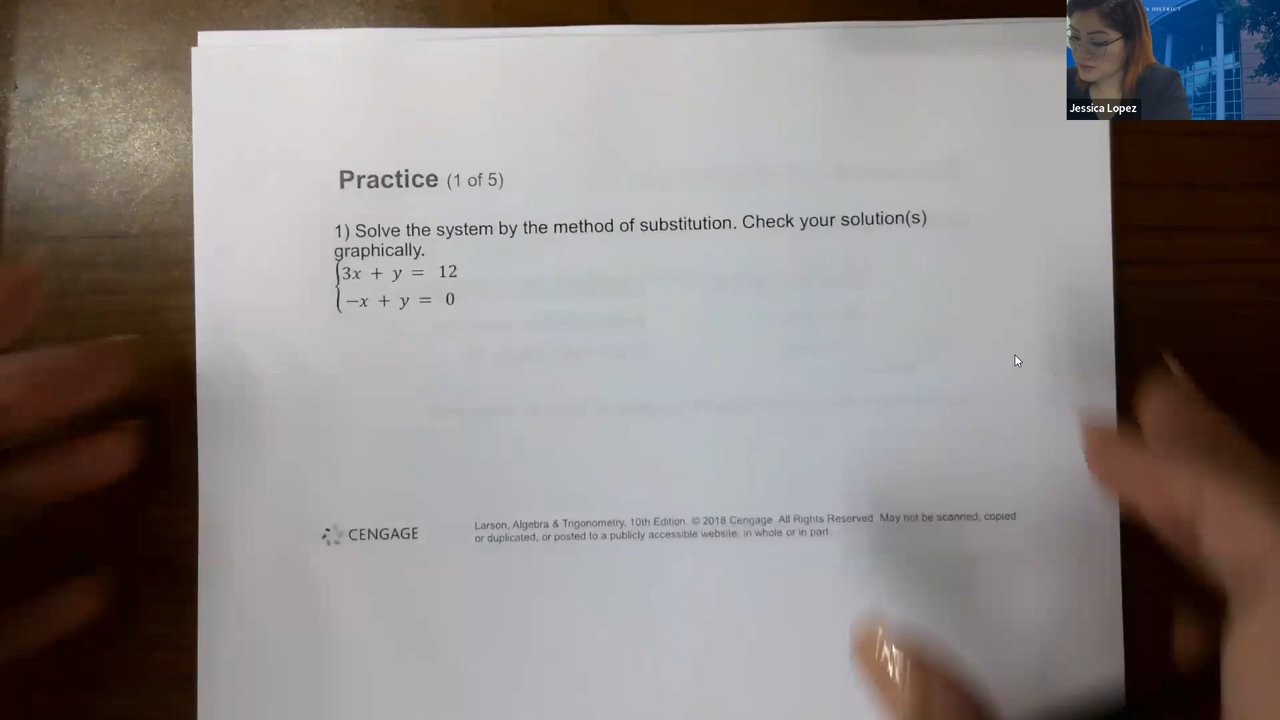 S DISTRICT
Jessica Lopez
Practice (1 of 5)
1) Solve the system by the method of substitution. Check your solution(s)
graphically.
3x + y = 12
−x + y = 0
CENGAGE
Larson, Algebra & Trigonometry, 10th Edition. © 2018 Cengage. All Rights Reserved. May not be scanned, copied
or duplicated, or posted to a publicly accessible website, in whole or in part.